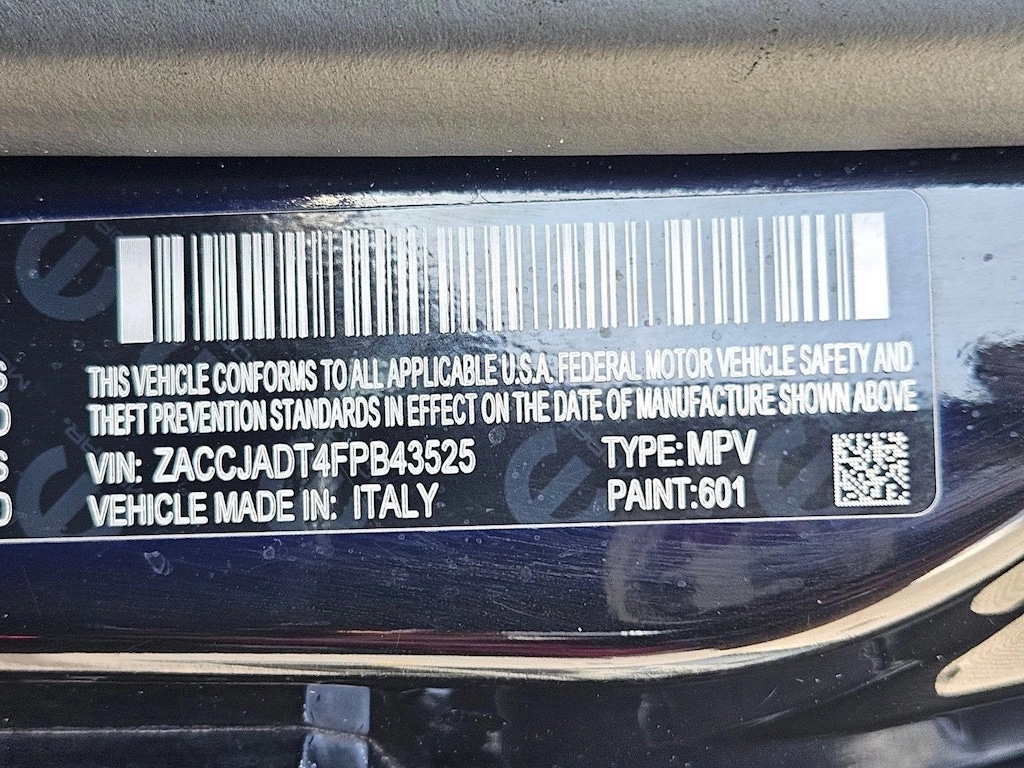 THIS VEHICLE CONFORMS TO ALL APPLICABLE U.S.A. FEDERAL MOTOR VEHICLE SAFETY AND
THEFT PREVENTION STANDARDS IN EFFECT ON THE DATE OF MANUFACTURE SHOWN ABOVE
VIN: ZACCJADT4FPB43525 TYPE: MPV
VEHICLE MADE IN: ITALY PAINT:601